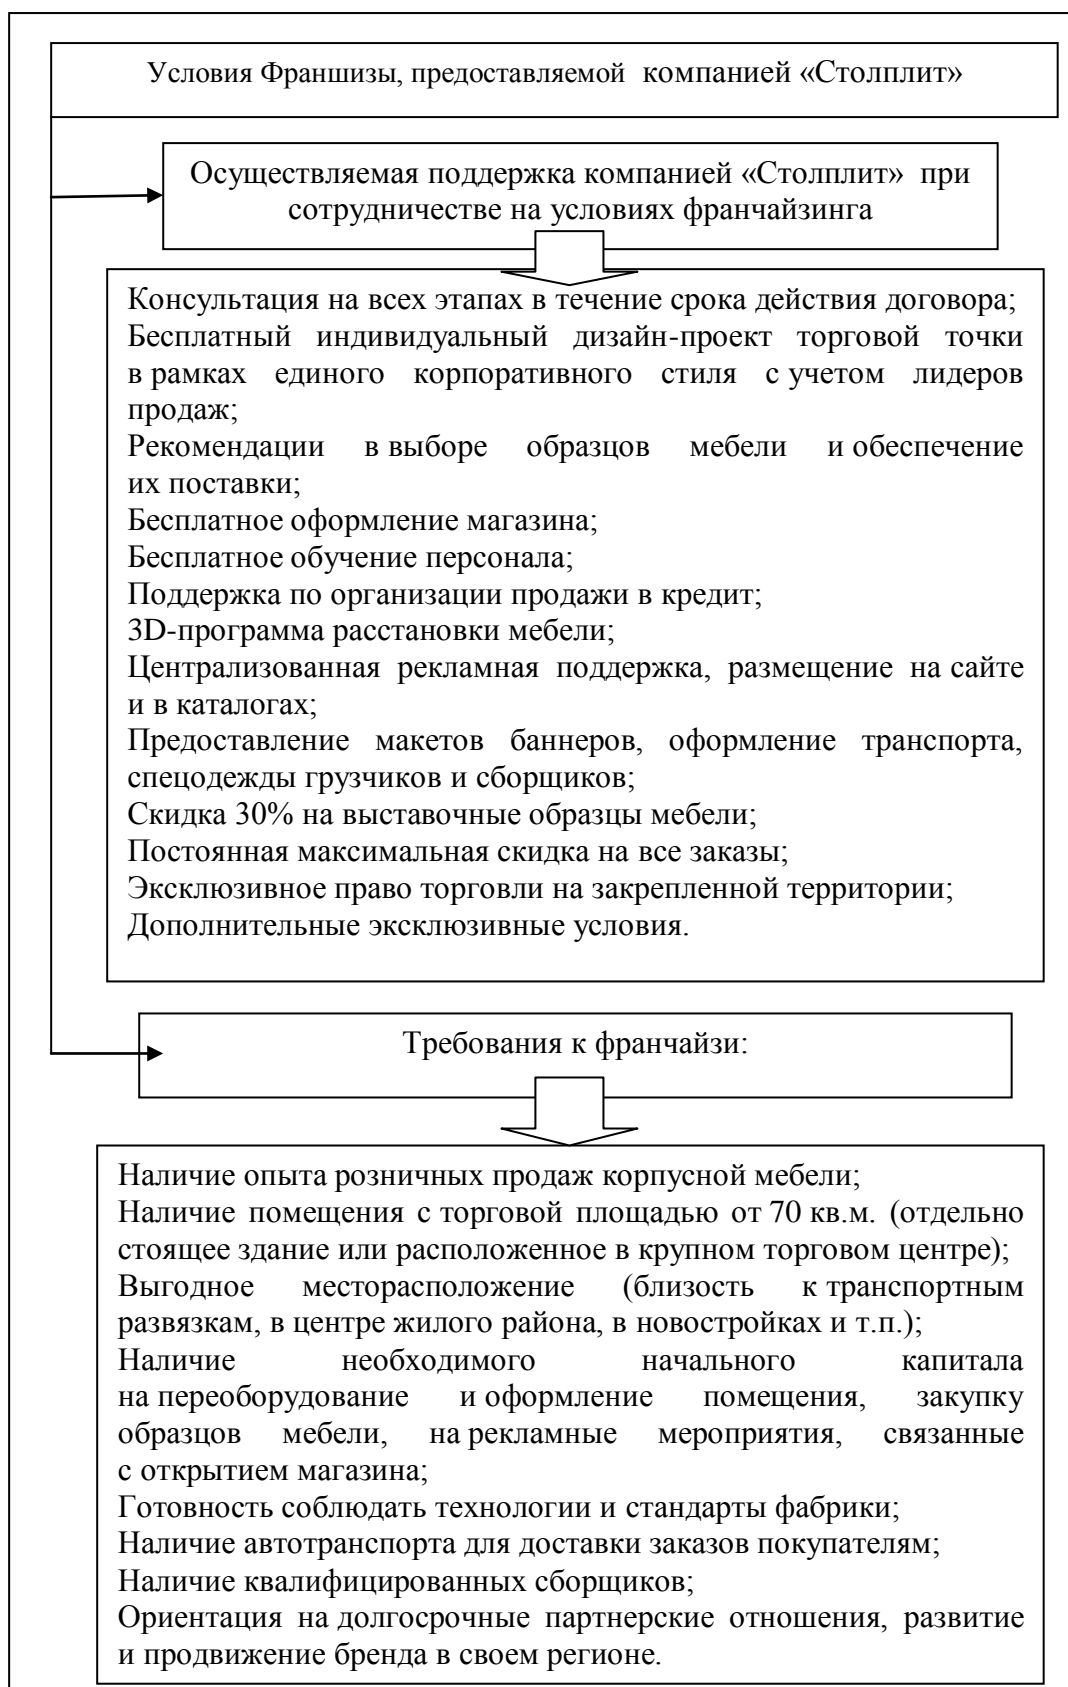 Условия Франшизы, предоставляемой компанией «Столплит»
Осуществляемая поддержка компанией «Столплит» при
сотрудничестве на условиях франчайзинга
Консультация на всех этапах в течение срока действия договора;
Бесплатный индивидуальный дизайн-проект торговой точки
в рамках единого корпоративного стиля с учетом лидеров
продаж;
Рекомендации в выборе образцов мебели и обеспечение
их поставки;
Бесплатное оформление магазина;
Бесплатное обучение персонала;
Поддержка по организации продажи в кредит;
3D-программа расстановки мебели;
Централизованная рекламная поддержка, размещение на сайте
и в каталогах;
Предоставление макетов баннеров, оформление транспорта,
спецодежды грузчиков и сборщиков;
Скидка 30% на выставочные образцы мебели;
Постоянная максимальная скидка на все заказы;
Эксклюзивное право торговли на закрепленной территории;
Дополнительные эксклюзивные условия.
Требования к франчайзи:
Наличие опыта розничных продаж корпусной мебели;
Наличие помещения с торговой площадью от 70 кв.м. (отдельно
стоящее здание или расположенное в крупном торговом центре);
Выгодное месторасположение (близость к транспортным
развязкам, в центре жилого района, в новостройках и т.п.);
Наличие необходимого начального капитала
на переоборудование и оформление помещения, закупку
образцов мебели, на рекламные мероприятия, связанные
с открытием магазина;
Готовность соблюдать технологии и стандарты фабрики;
Наличие автотранспорта для доставки заказов покупателям;
Наличие квалифицированных сборщиков;
Ориентация на долгосрочные партнерские отношения, развитие
и продвижение бренда в своем регионе.